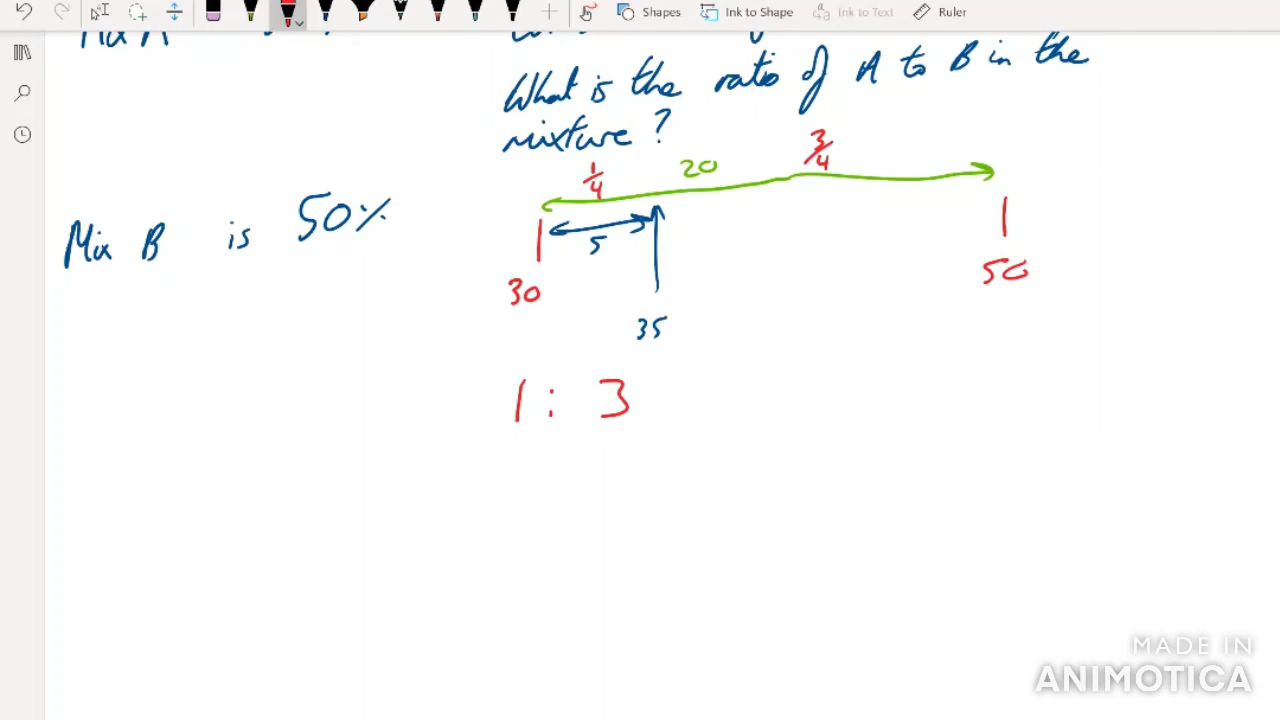 Shapes Ink to Shape Ink to Text Ruler
What is the ratio of A to B in the
mixture ?
1/4 20 3/4
Mix B is 50%
5
30 50
35
1 : 3
MADE IN
ANIMOTICA